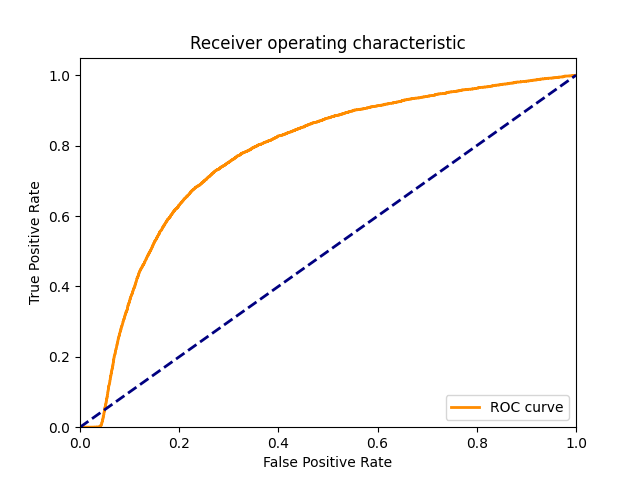 Receiver operating characteristic
1.0
0.8
0.6
0.4
0.2
0.0
True Positive Rate
0.0 0.2 0.4 0.6 0.8 1.0
False Positive Rate
ROC curve